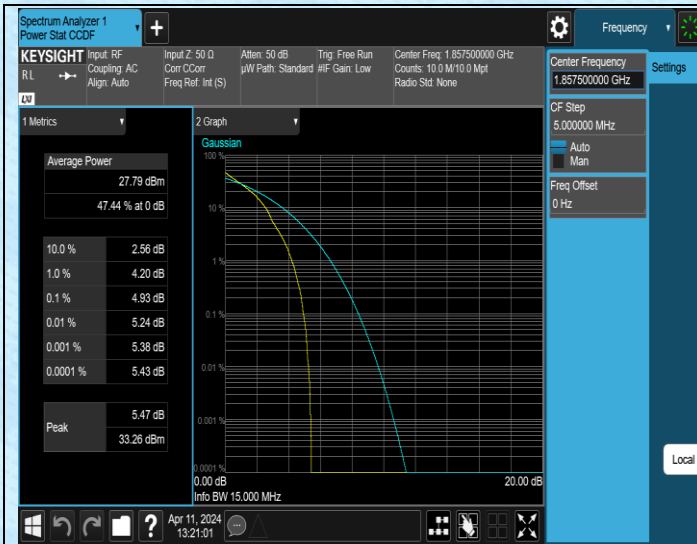 Spectrum Analyzer 1
Power Stat CCDF
+
Frequency
KEYSIGHT
RL
LXI
Input: RF
Coupling: AC
Align: Auto
Input Z: 50 Ω
Corr CCorr
Freq Ref: Int (S)
Atten: 50 dB
µW Path: Standard
Trig: Free Run
#IF Gain: Low
Center Freq: 1.857500000 GHz
Counts: 10.0 M/10.0 Mpt
Radio Std: None
Center Frequency
1.857500000 GHz
Settings
CF Step
5.000000 MHz
Auto
Man
Freq Offset
0 Hz
1 Metrics
Average Power
27.79 dBm
47.44 % at 0 dB
10.0 % 2.56 dB
1.0 % 4.20 dB
0.1 % 4.93 dB
0.01 % 5.24 dB
0.001 % 5.38 dB
0.0001 % 5.43 dB
Peak
5.47 dB
33.26 dBm
2 Graph
Gaussian
100 %
10 %
1 %
0.1 %
0.01 %
0.001 %
0.0001 %
0.00 dB 20.00 dB
Info BW 15.000 MHz
Local
?
Apr 11, 2024
13:21:01